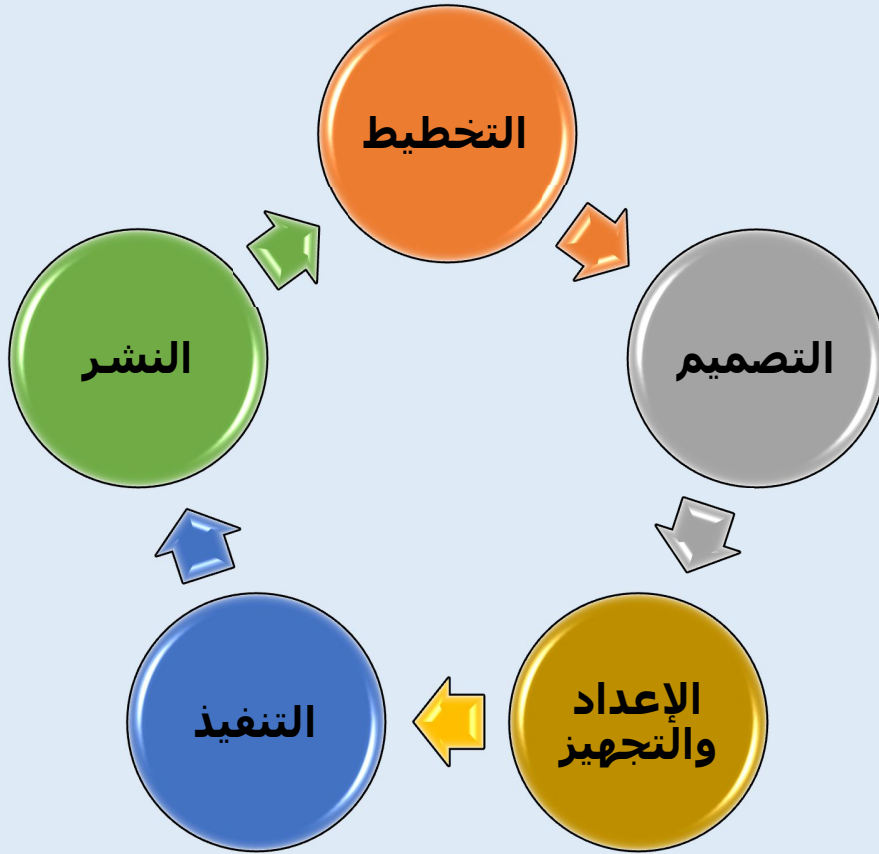 التخطيط
التصميم
الإعداد
والتجهيز
التنفيذ
النشر